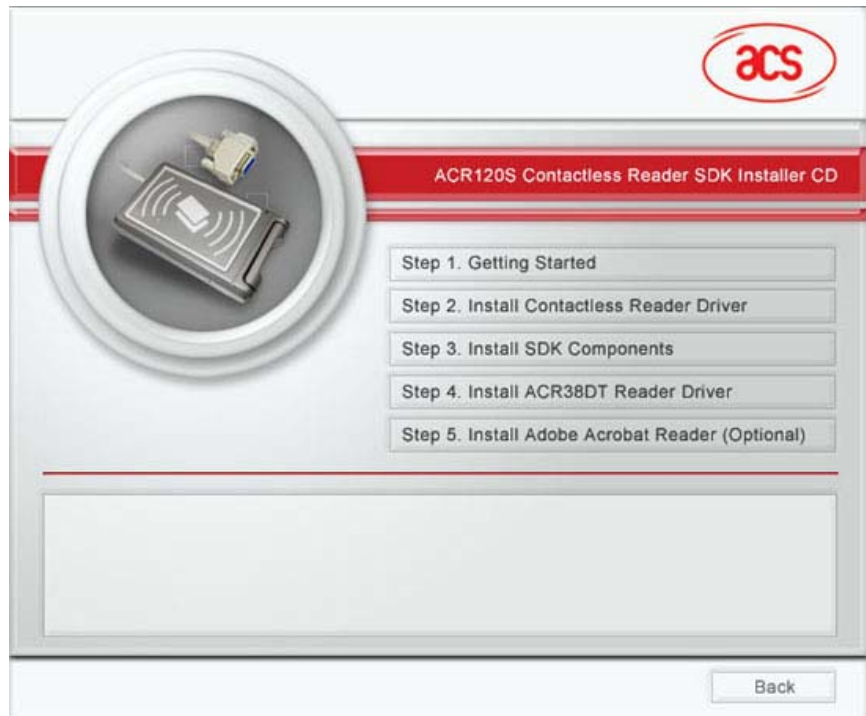 acs
ACR120S Contactless Reader SDK Installer CD
Step 1. Getting Started
Step 2. Install Contactless Reader Driver
Step 3. Install SDK Components
Step 4. Install ACR38DT Reader Driver
Step 5. Install Adobe Acrobat Reader (Optional)
Back